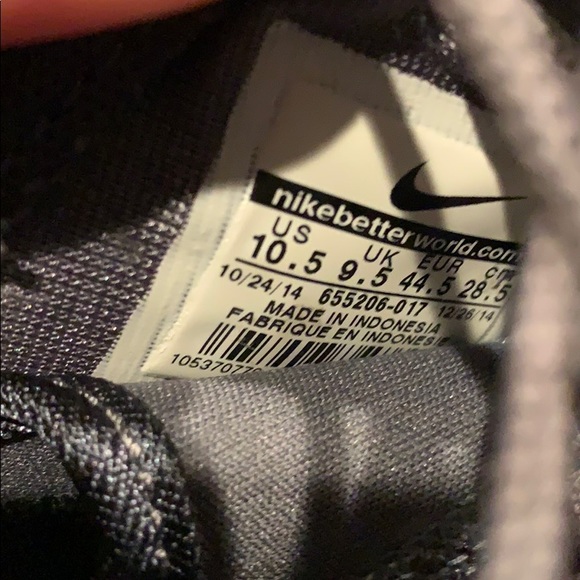 nikebetterworld.com
US UK EUR cm
10.5 9.5 44.5 28.5
10/24/14 655206-017 12/26/14
MADE IN INDONESIA
FABRIQUE EN INDONESIE